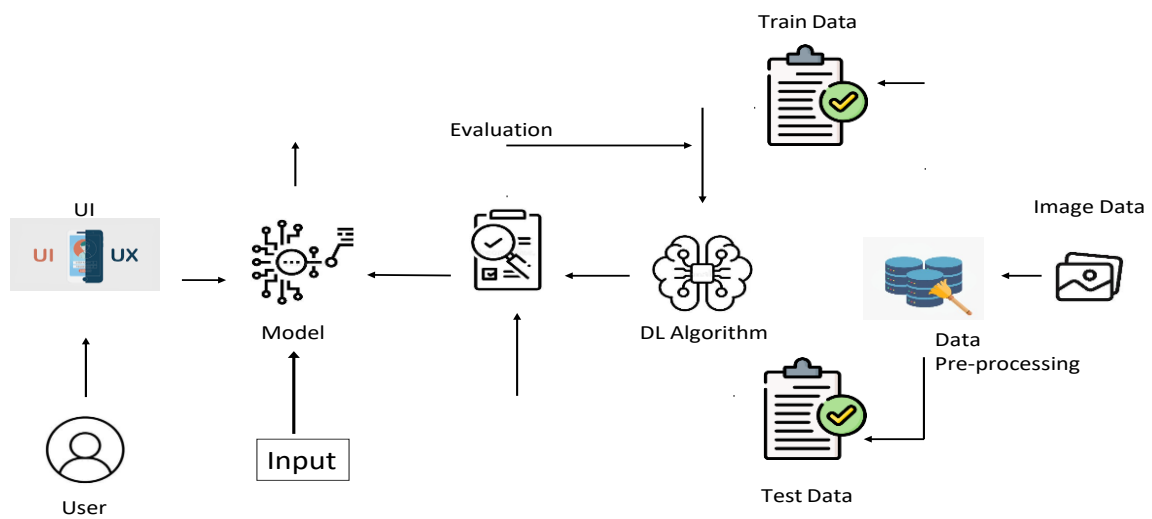 Train Data
Evaluation
UI
UI UX
Image Data
Model
DL Algorithm
Data
Pre-processing
Input
User
Test Data